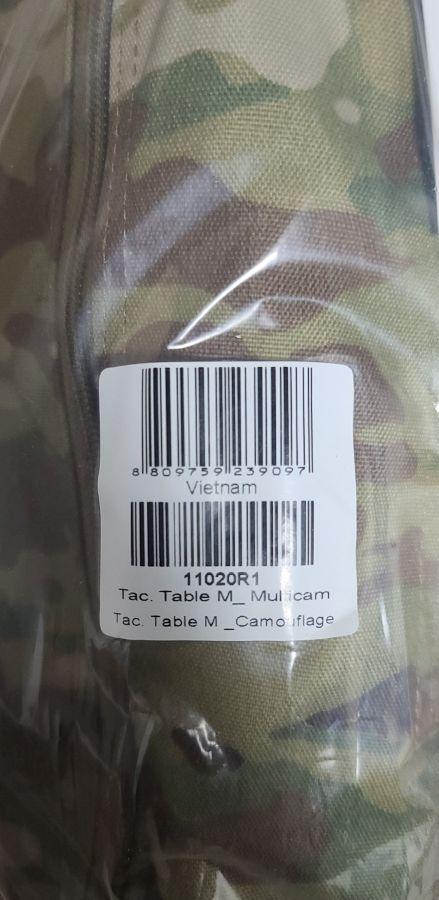 8 809759 239097
Vietnam
11020R1
Tac. Table M_ Multicam
Tac. Table M _Camouflage